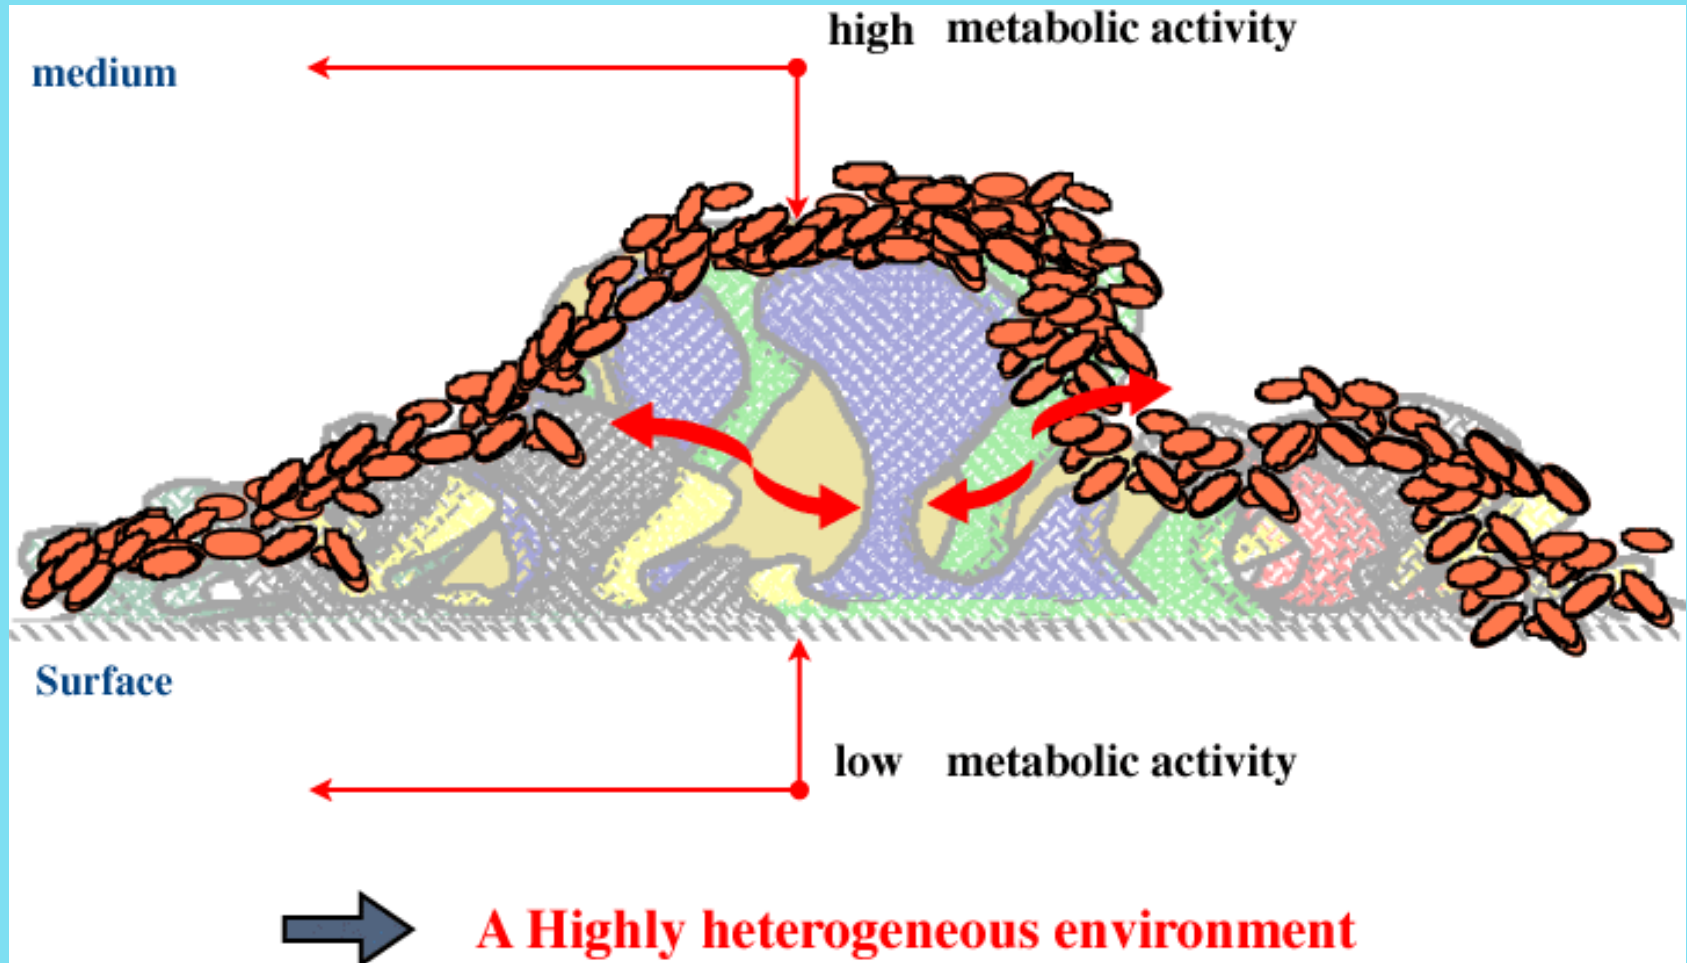 high metabolic activity
medium
Surface
low metabolic activity
A Highly heterogeneous environment